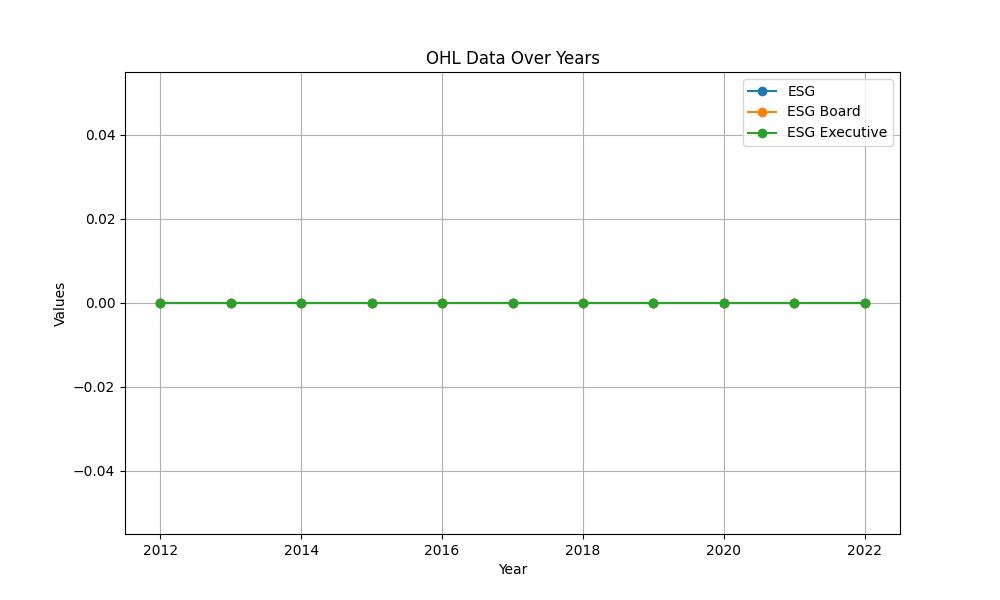 OHL Data Over Years
ESG
ESG Board
ESG Executive
0.04
0.02
0.00
−0.02
−0.04
Values
2012 2014 2016 2018 2020 2022
Year